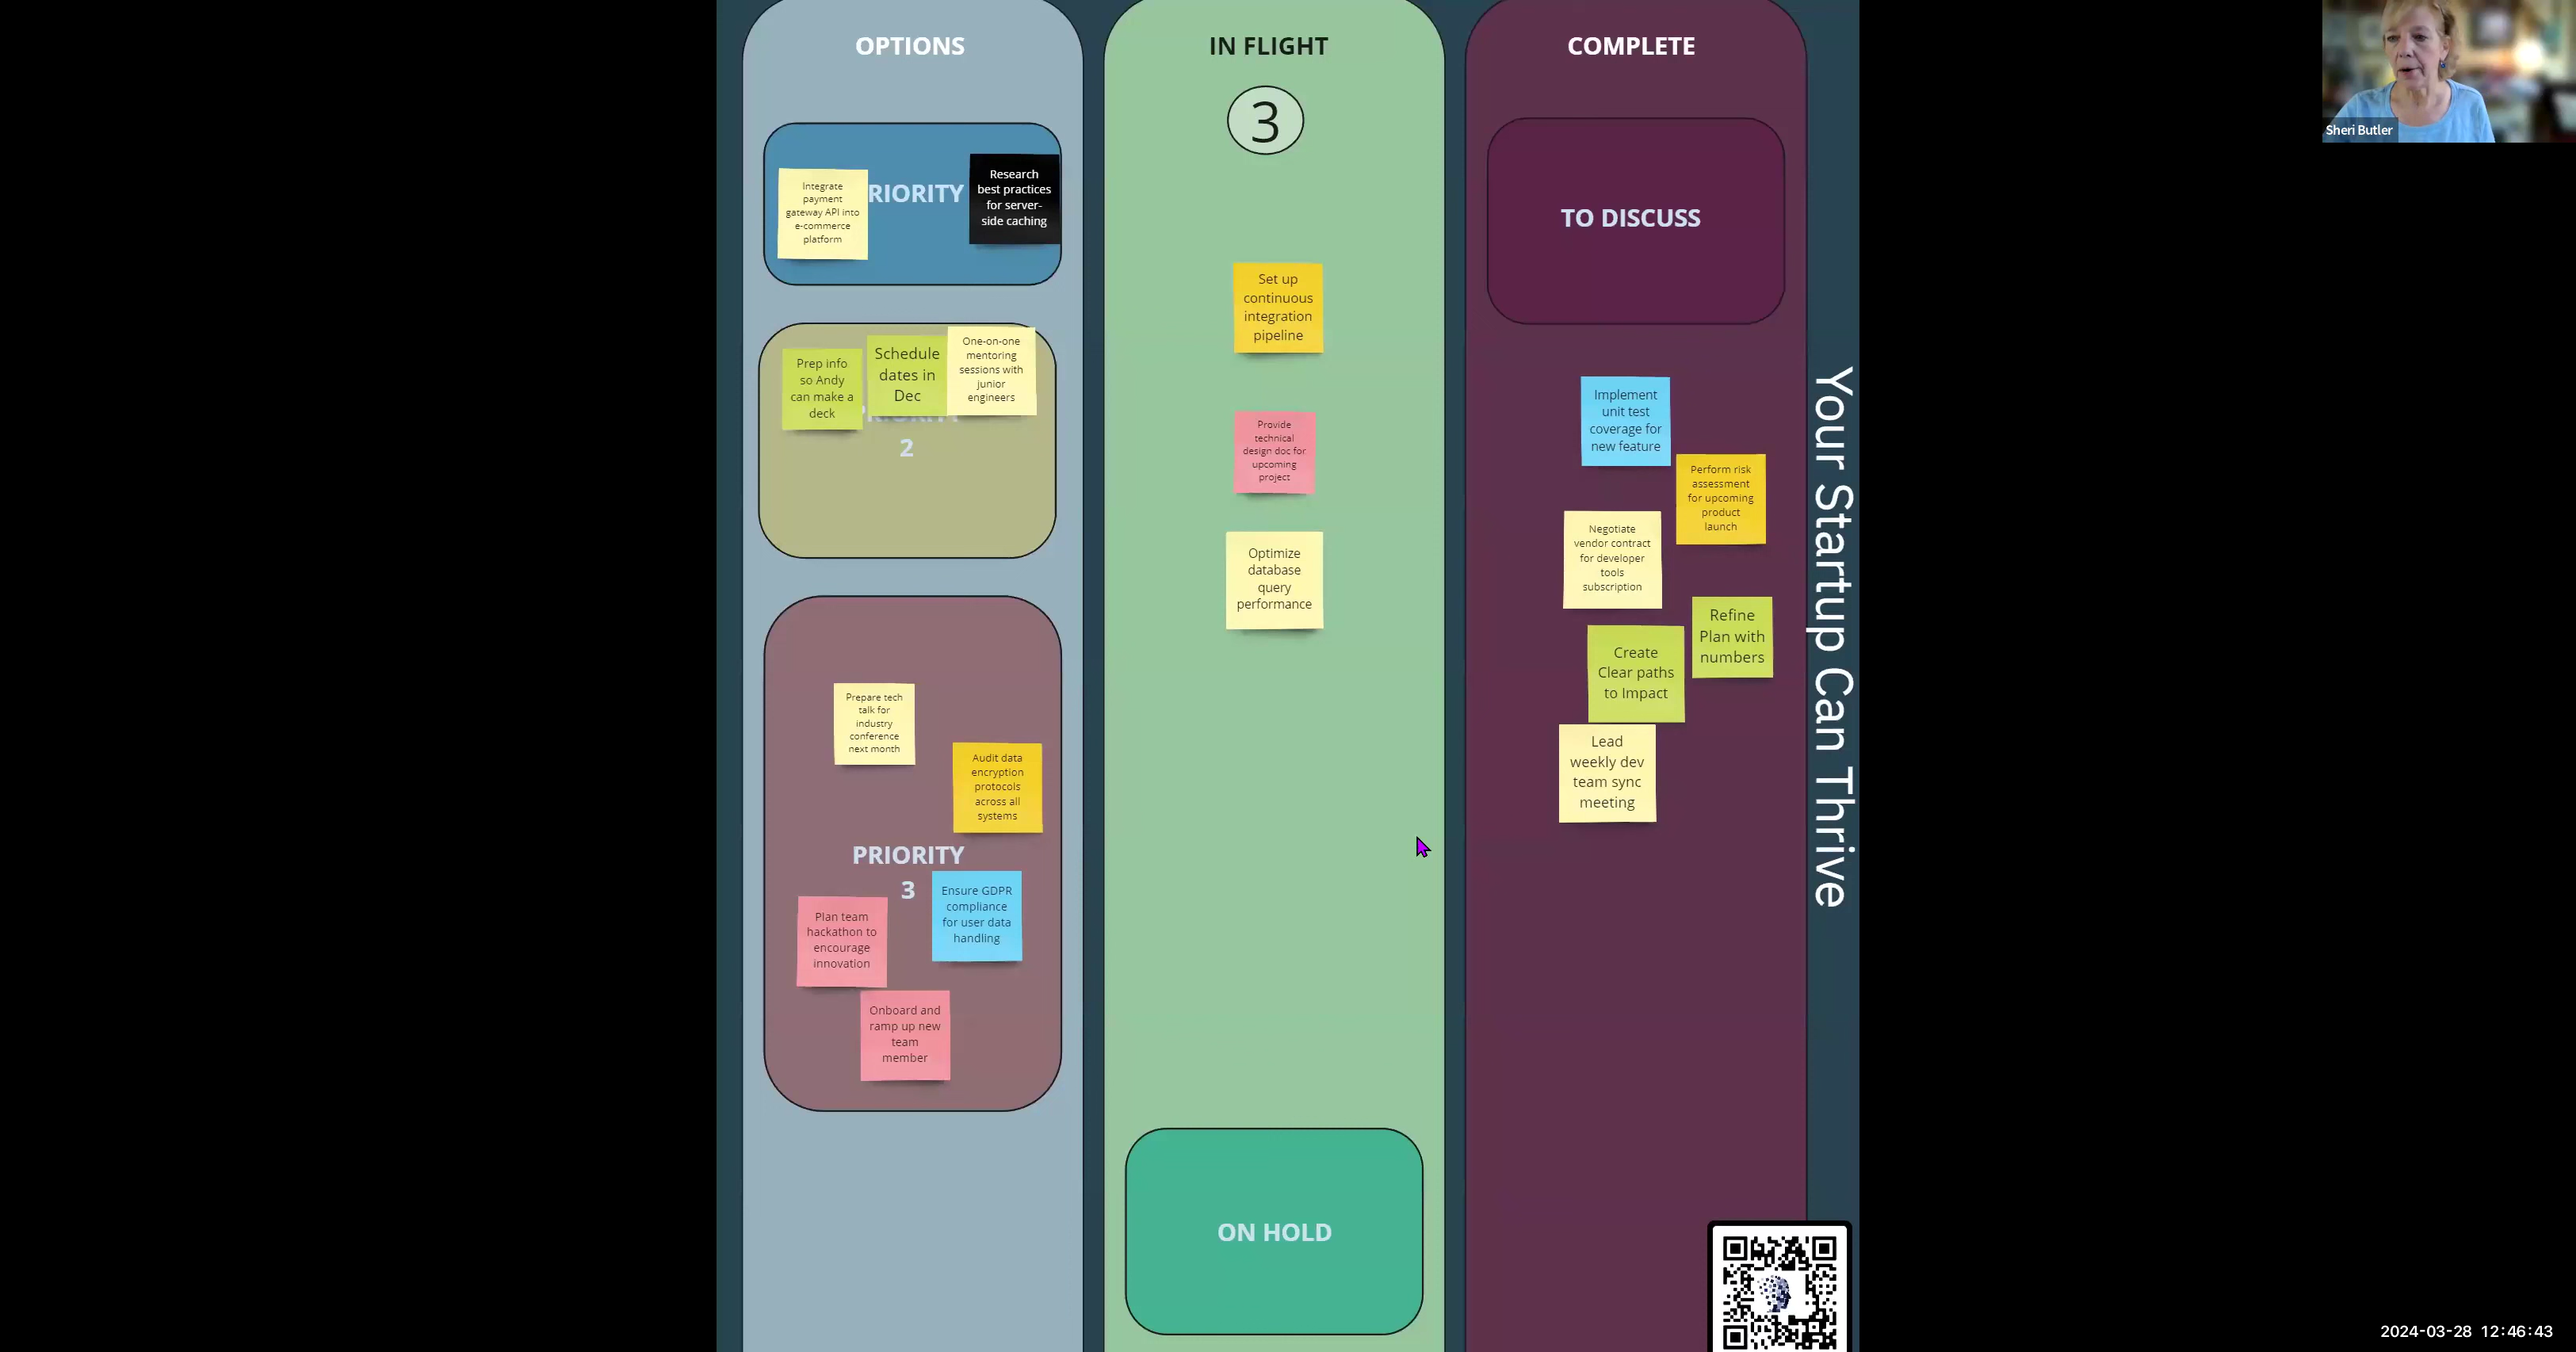 OPTIONS
RIORITY
Integrate
payment
gateway API into
e-commerce
platform
Research
best practices
for server-
side caching
Prep info
so Andy
can make a
deck
Schedule
dates in
Dec
One-on-one
mentoring
sessions with
junior
engineers
2
Prepare tech
talk for
industry
conference
next month
Audit data
encryption
protocols
across all
systems
PRIORITY
3
Ensure GDPR
compliance
for user data
handling
Plan team
hackathon to
encourage
innovation
Onboard and
ramp up new
team
member
IN FLIGHT
3
Set up
continuous
integration
pipeline
Provide
technical
design doc for
upcoming
project
Optimize
database
query
performance
ON HOLD
COMPLETE
TO DISCUSS
Implement
unit test
coverage for
new feature
Perform risk
assessment
for upcoming
product
launch
Negotiate
vendor contract
for developer
tools
subscription
Refine
Plan with
numbers
Create
Clear paths
to Impact
Lead
weekly dev
team sync
meeting
Your Startup Can Thrive
Sheri Butler
2024-03-28 12:46:43